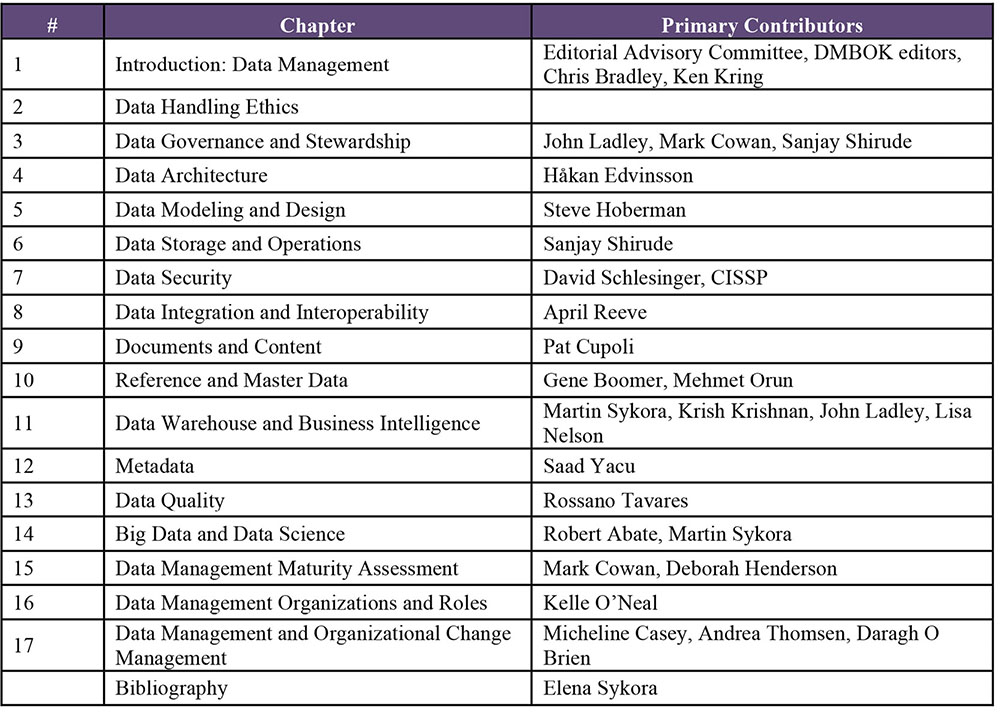 # Chapter Primary Contributors
1 Introduction: Data Management Editorial Advisory Committee, DMBOK editors,
Chris Bradley, Ken Kring
2 Data Handling Ethics
3 Data Governance and Stewardship John Ladley, Mark Cowan, Sanjay Shirude
4 Data Architecture Håkan Edvinsson
5 Data Modeling and Design Steve Hoberman
6 Data Storage and Operations Sanjay Shirude
7 Data Security David Schlesinger, CISSP
8 Data Integration and Interoperability April Reeve
9 Documents and Content Pat Cupoli
10 Reference and Master Data Gene Boomer, Mehmet Orun
11 Data Warehouse and Business Intelligence Martin Sykora, Krish Krishnan, John Ladley, Lisa
Nelson
12 Metadata Saad Yacu
13 Data Quality Rossano Tavares
14 Big Data and Data Science Robert Abate, Martin Sykora
15 Data Management Maturity Assessment Mark Cowan, Deborah Henderson
16 Data Management Organizations and Roles Kelle O’Neal
17 Data Management and Organizational Change Micheline Casey, Andrea Thomsen, Daragh O
Management Brien
Bibliography Elena Sykora